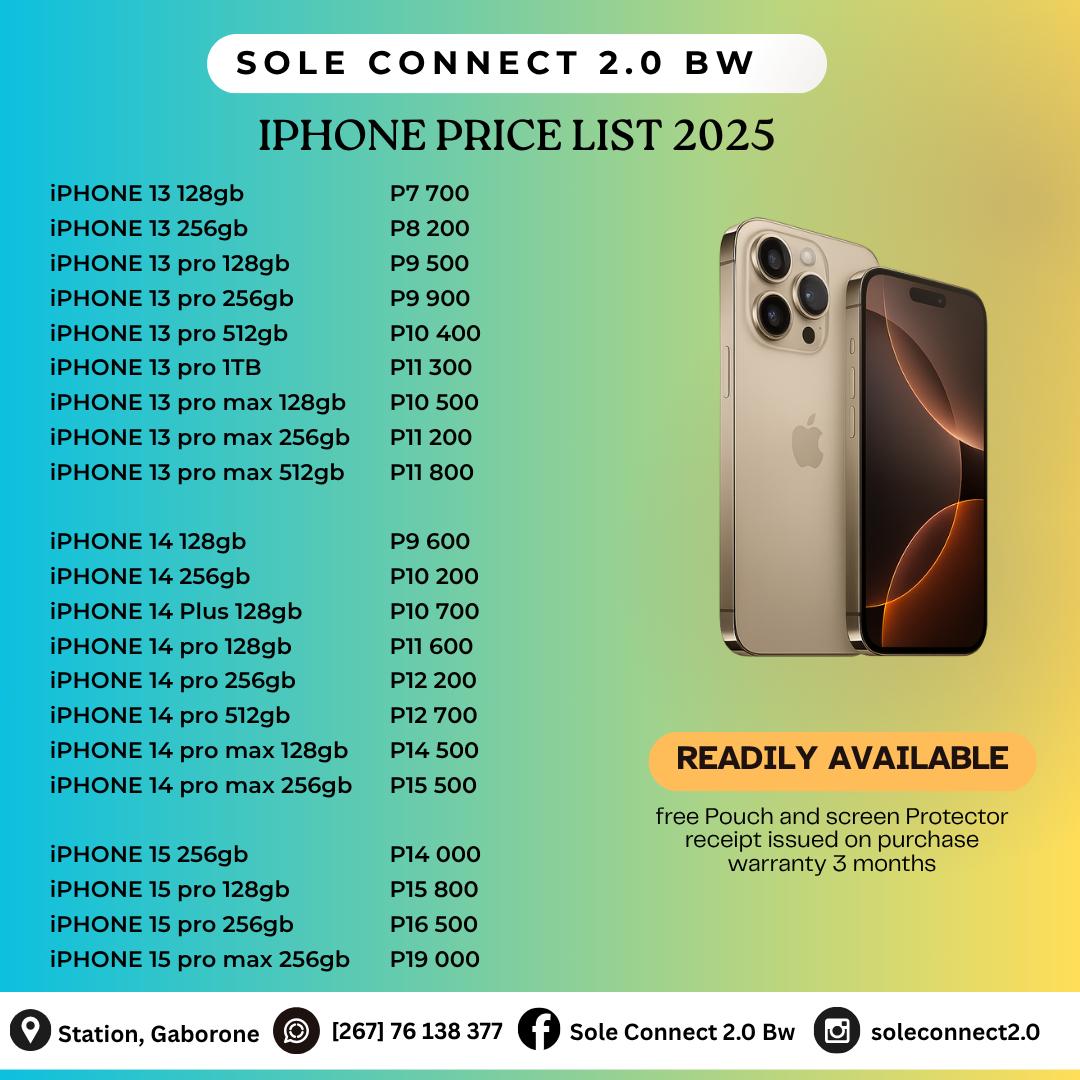 SOLE CONNECT 2.0 BW
IPHONE PRICE LIST 2025
iPHONE 13 128gb P7 700
iPHONE 13 256gb P8 200
iPHONE 13 pro 128gb P9 500
iPHONE 13 pro 256gb P9 900
iPHONE 13 pro 512gb P10 400
iPHONE 13 pro 1TB P11 300
iPHONE 13 pro max 128gb P10 500
iPHONE 13 pro max 256gb P11 200
iPHONE 13 pro max 512gb P11 800
iPHONE 14 128gb P9 600
iPHONE 14 256gb P10 200
iPHONE 14 Plus 128gb P10 700
iPHONE 14 pro 128gb P11 600
iPHONE 14 pro 256gb P12 200
iPHONE 14 pro 512gb P12 700
iPHONE 14 pro max 128gb P14 500
iPHONE 14 pro max 256gb P15 500
iPHONE 15 256gb P14 000
iPHONE 15 pro 128gb P15 800
iPHONE 15 pro 256gb P16 500
iPHONE 15 pro max 256gb P19 000
READILY AVAILABLE
free Pouch and screen Protector
receipt issued on purchase
warranty 3 months
Station, Gaborone [267] 76 138 377 Sole Connect 2.0 Bw soleconnect2.0